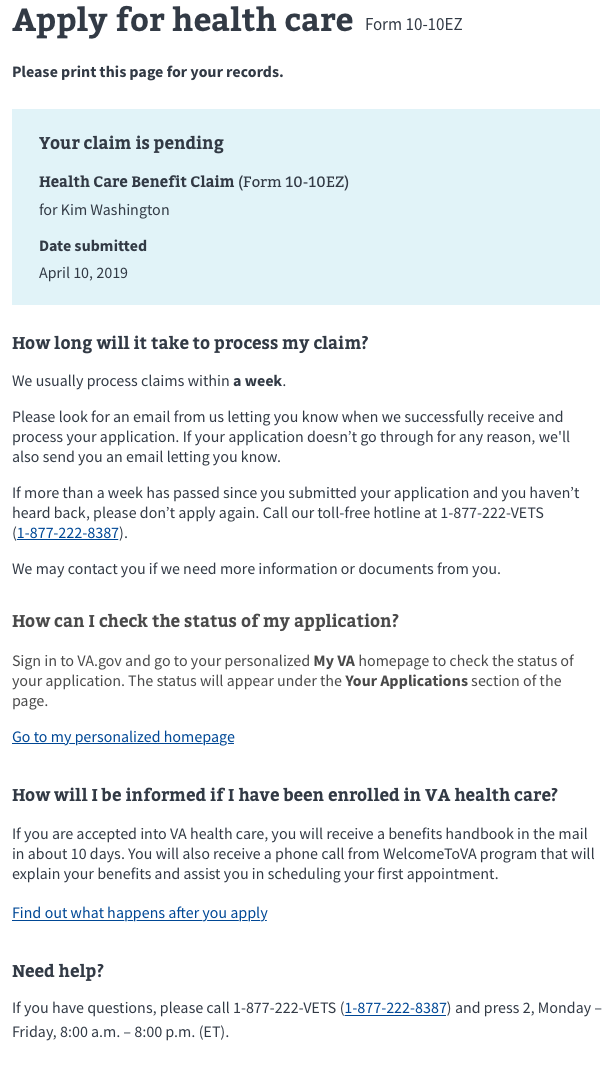 Apply for health care Form 10-10EZ
Please print this page for your records.
Your claim is pending
Health Care Benefit Claim (Form 10-10EZ)
for Kim Washington
Date submitted
April 10, 2019
How long will it take to process my claim?
We usually process claims within a week.
Please look for an email from us letting you know when we successfully receive and
process your application. If your application doesn’t go through for any reason, we'll
also send you an email letting you know.
If more than a week has passed since you submitted your application and you haven’t
heard back, please don’t apply again. Call our toll-free hotline at 1-877-222-VETS
(1-877-222-8387).
We may contact you if we need more information or documents from you.
How can I check the status of my application?
Sign in to VA.gov and go to your personalized My VA homepage to check the status of
your application. The status will appear under the Your Applications section of the
page.
Go to my personalized homepage
How will I be informed if I have been enrolled in VA health care?
If you are accepted into VA health care, you will receive a benefits handbook in the mail
in about 10 days. You will also receive a phone call from WelcomeToVA program that will
explain your benefits and assist you in scheduling your first appointment.
Find out what happens after you apply
Need help?
If you have questions, please call 1-877-222-VETS (1-877-222-8387) and press 2, Monday –
Friday, 8:00 a.m. – 8:00 p.m. (ET).